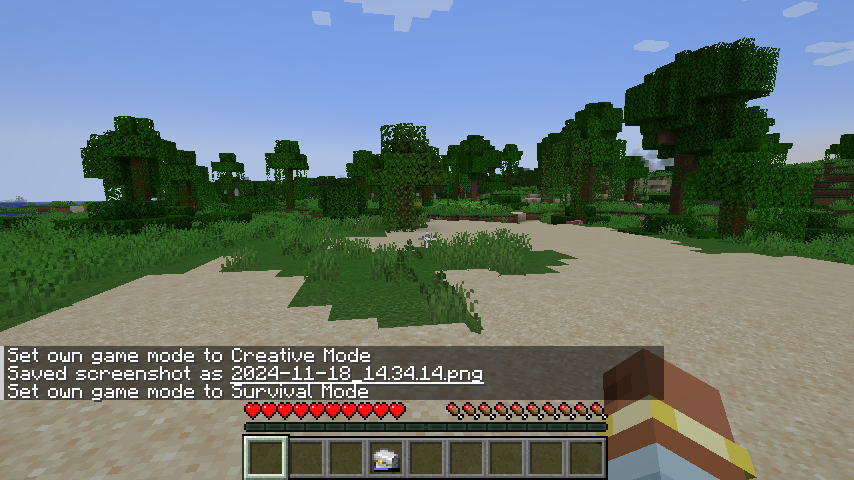 Set own game mode to Creative Mode
Saved screenshot as 2024-11-18_14.34.14.png
Set own game mode to Survival Mode